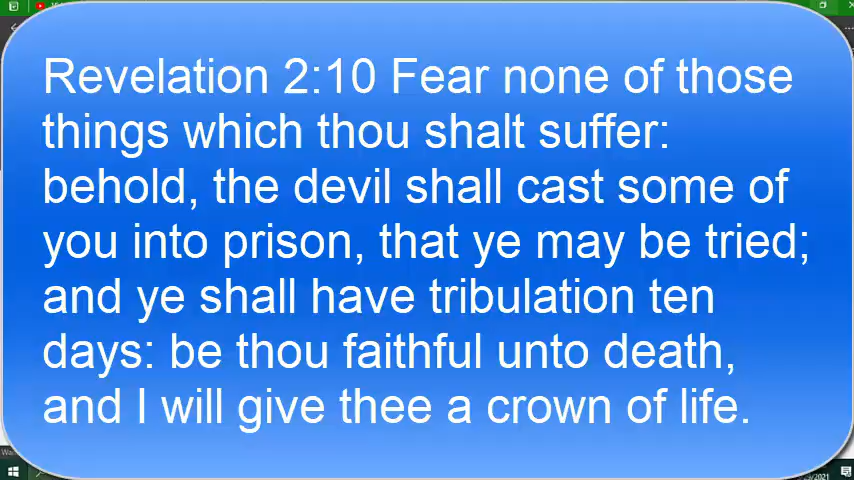 Revelation 2:10 Fear none of those
things which thou shalt suffer:
behold, the devil shall cast some of
you into prison, that ye may be tried;
and ye shall have tribulation ten
days: be thou faithful unto death,
and I will give thee a crown of life.